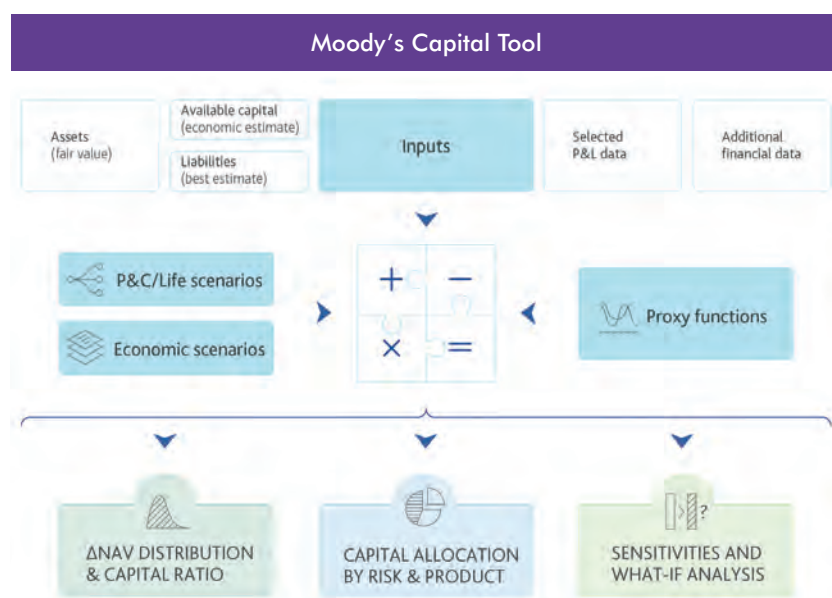 Moody's Capital Tool
Assets
(fair value)
Available capital
(economic estimate)
Liabilities
(best estimate)
Inputs
Selected
P&L data
Additional
financial data
P&C/Life scenarios
Economic scenarios
+
−
×
=
Proxy functions
?
ΔNAV DISTRIBUTION
& CAPITAL RATIO
CAPITAL ALLOCATION
BY RISK & PRODUCT
SENSITIVITIES AND
WHAT-IF ANALYSIS